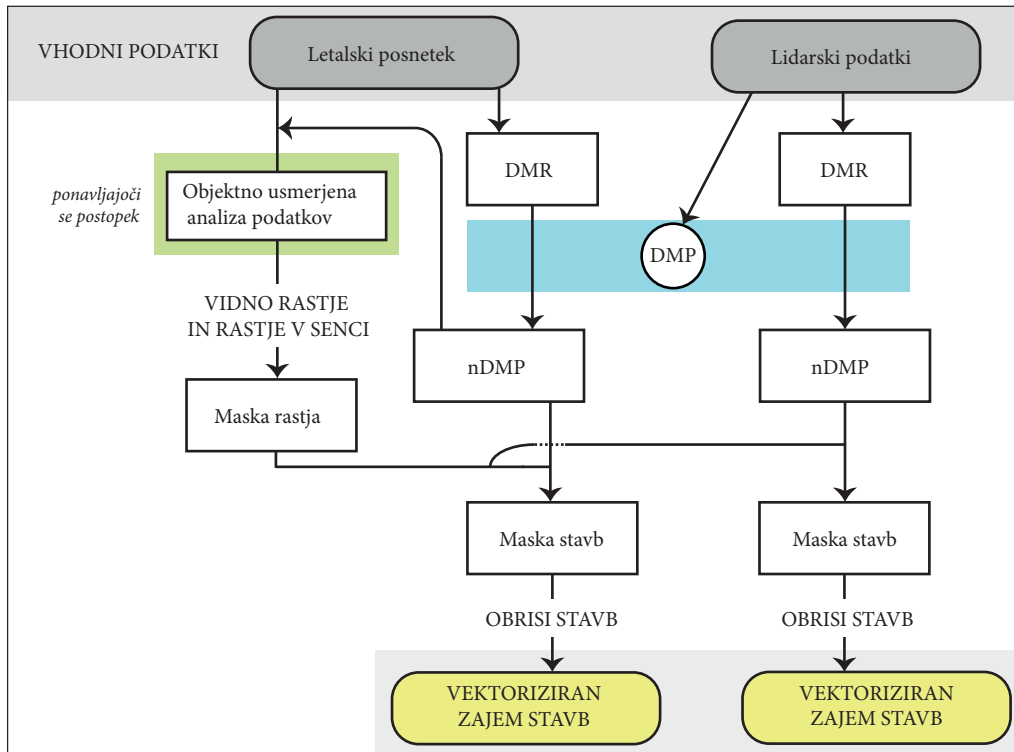 VHODNI PODATKI
Letalski posnetek
Lidarski podatki
DMR
DMR
ponavljajoči
se postopek
Objektno usmerjena
analiza podatkov
DMP
VIDNO RASTJE
IN RASTJE V SENCI
nDMP
nDMP
Maska rastja
Maska stavb
Maska stavb
OBRISI STAVB
OBRISI STAVB
VEKTORIZIRAN
ZAJEM STAVB
VEKTORIZIRAN
ZAJEM STAVB